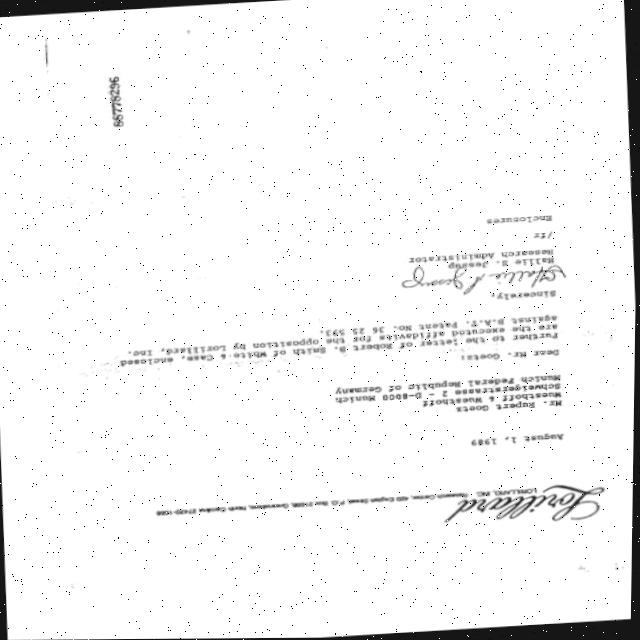 Lorillard
LORILLARD, INC. Research Center, 420 English Street, P.O. Box 21688, Greensboro, North Carolina 27420-1688
August 1, 1989
Mr. Rupert Goetz
Wuesthoff & Wuesthoff
Schweigerstrasse 2 - D-8000 Munich
Munich Federal Republic of Germany
Dear Mr. Goetz:
Further to the letter of Robert S. Smith of White & Case, enclosed
are the executed affidavits for the opposition by Lorillard, Inc.
against B.A.T. Patent No. 36 25 593.
Sincerely,
Hallie S. Jessup
Hallie S. Jessup
Research Administrator
/fr
Enclosures